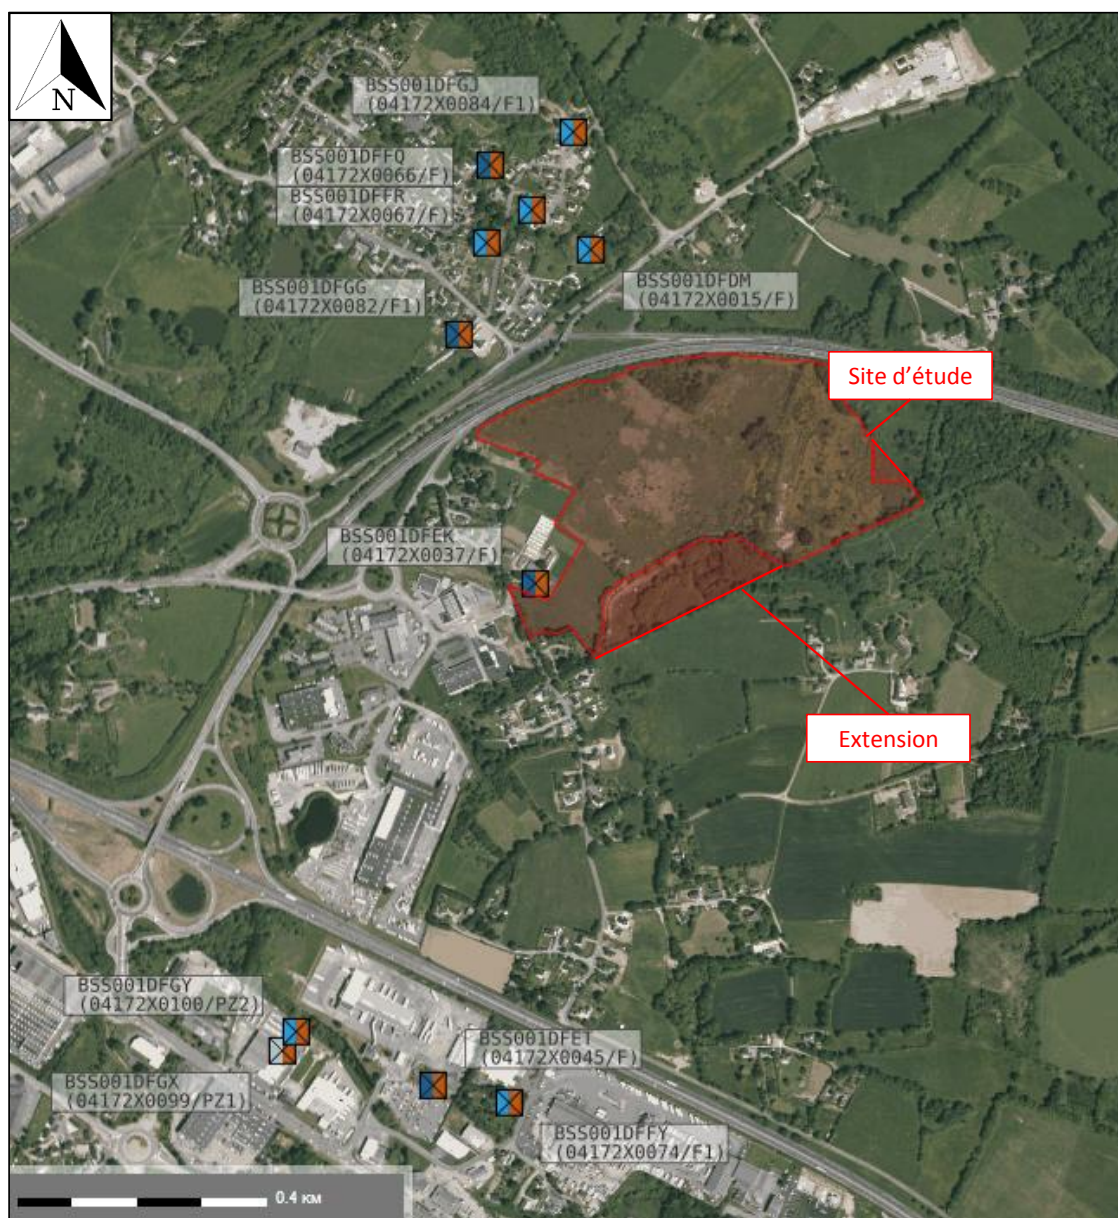 N
BSS001DFGJ
(04172X0084/F1)
BSS001DFFQ
(04172X0066/F)
BSS001DFFR
(04172X0067/F)
BSS001DFDM
(04172X0015/F)
BSS001DFGG
(04172X0082/F1)
Site d’étude
BSS001DFEK
(04172X0037/F)
Extension
BSS001DFGY
(04172X0100/PZ2)
BSS001DFET
(04172X0045/F)
BSS001DFGX
(04172X0099/PZ1)
BSS001DFFY
(04172X0074/F1)
0.4 км